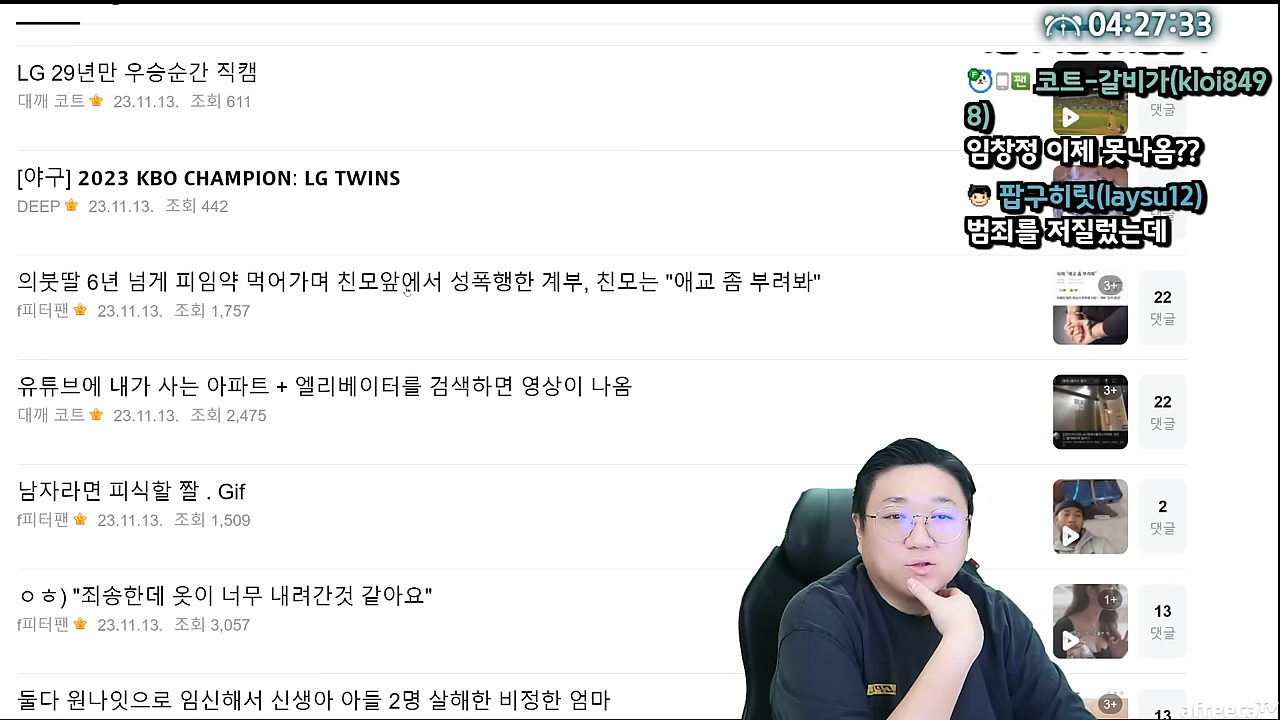 04:27:33
LG 29년만 우승순간 직캠
대깨 코트 23.11.13. 조회 611
댓글
팬 코트-갈비가(kloi849
8)
임창정 이제 못나옴??
[야구] 2023 KBO CHAMPION: LG TWINS
DEEP 23.11.13. 조회 442
팝구히릿(laysu12)
범죄를 저질렀는데
의붓딸 6년 넘게 피임약 먹어가며 친모앞에서 성폭행한 계부, 친모는 "애교 좀 부려봐"
f피터팬 23.11.13. 조회 1,757
3+
22
댓글
유튜브에 내가 사는 아파트 + 엘리베이터를 검색하면 영상이 나옴
대깨 코트 23.11.13. 조회 2,475
3+
22
댓글
남자라면 피식할 짤 . Gif
f피터팬 23.11.13. 조회 1,509
2
댓글
ㅇㅎ) "죄송한데 옷이 너무 내려간것 같아요"
f피터팬 23.11.13. 조회 3,057
1+
13
댓글
둘다 원나잇으로 임신해서 신생아 아들 2명 살해한 비정한 엄마
3+
13
afreecaTV